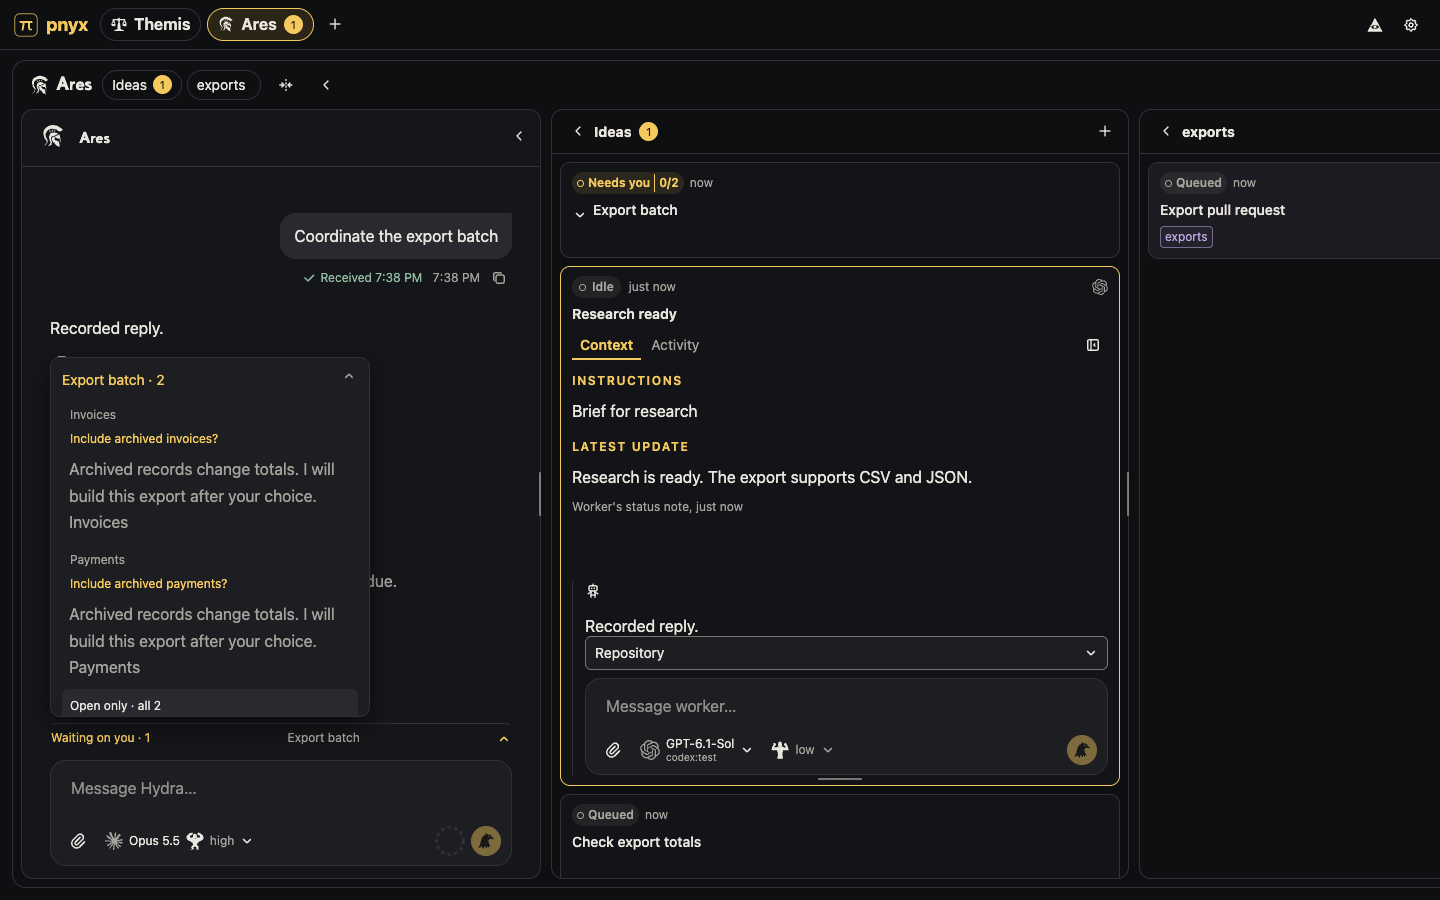 π pnyx
Themis
Ares 1
+
Ares
Ideas 1
exports
Ares
Coordinate the export batch
Received 7:38 PM 7:38 PM
Recorded reply.
Export batch · 2
Invoices
Include archived invoices?
Archived records change totals. I will
build this export after your choice.
Invoices
Payments
Include archived payments?
Archived records change totals. I will
build this export after your choice.
Payments
Open only · all 2
due.
Waiting on you · 1
Export batch
Message Hydra...
Opus 5.5
high
Ideas 1
+
Needs you 0/2 now
Export batch
Idle just now
Research ready
Context Activity
INSTRUCTIONS
Brief for research
LATEST UPDATE
Research is ready. The export supports CSV and JSON.
Worker's status note, just now
Recorded reply.
Repository
Message worker...
GPT-6.1-Sol
codex:test
low
Queued now
Check export totals
exports
Queued now
Export pull request
exports